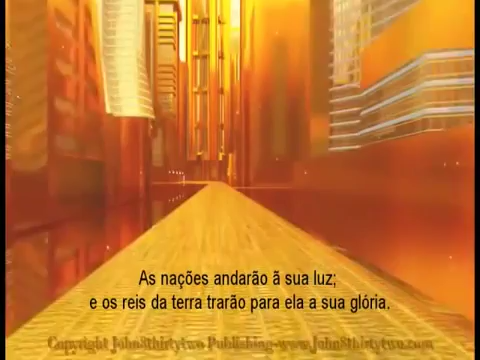 As nações andarão ã sua luz;
e os reis da terra trarão para ela a sua glória.
Copyright John8thirtytwo Publishing-www.John8thirtytwo.com